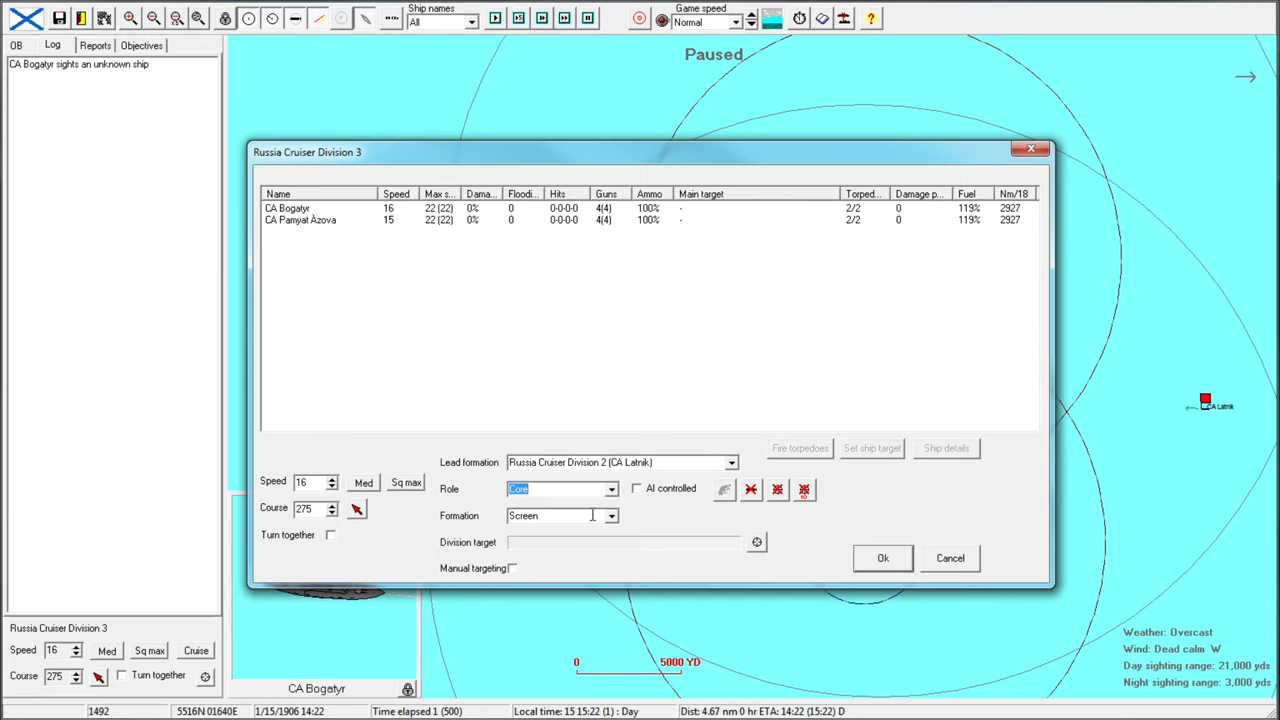 Ship names
All
Game speed
Normal
OB Log Reports Objectives
CA Bogatyr sights an unknown ship
Paused
Russia Cruiser Division 3
Name Speed Max s... Dama... Floodi... Hits Guns Ammo Main target Torped... Damage p... Fuel Nm/18
CA Bogatyr 16 22 (22) 0% 0 0-0-0-0 4(4) 100% - 2/2 0 119% 2927
CA Pamyat Azova 15 22 (22) 0% 0 0-0-0-0 4(4) 100% - 2/2 0 119% 2927
CA Latnik
Fire torpedoes Set ship target Ship details
Lead formation Russia Cruiser Division 2 (CA Latnik)
Speed 16 Med Sq max
Role Core AI controlled
10
Course 275
Formation Screen
Turn together
Division target
Ok Cancel
Manual targeting
Russia Cruiser Division 3
Speed 16 Med Sq max Cruise
Course 275 Turn together
CA Bogatyr
0 5000 YD
Weather: Overcast
Wind: Dead calm W
Day sighting range: 21,000 yds
Night sighting range: 3,000 yds
1492 5516N 01640E 1/15/1906 14:22 Time elapsed 1 (500) Local time: 15 15:22 (1) : Day Dist: 4.67 nm 0 hr ETA: 14:22 (15:22) D